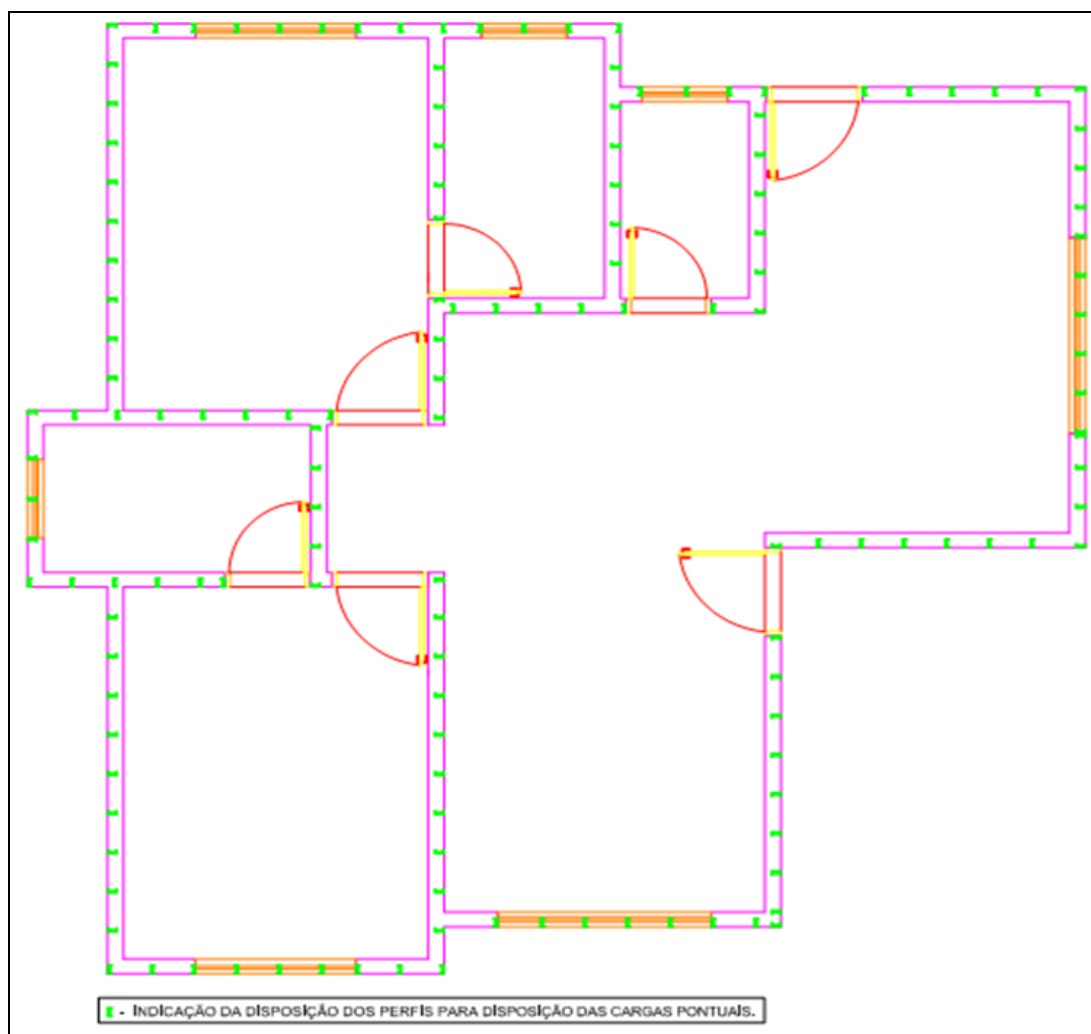 - INDICAÇÃO DA DISPOSIÇÃO DOS PERFIS PARA DISPOSIÇÃO DAS CARGAS PONTUAIS.